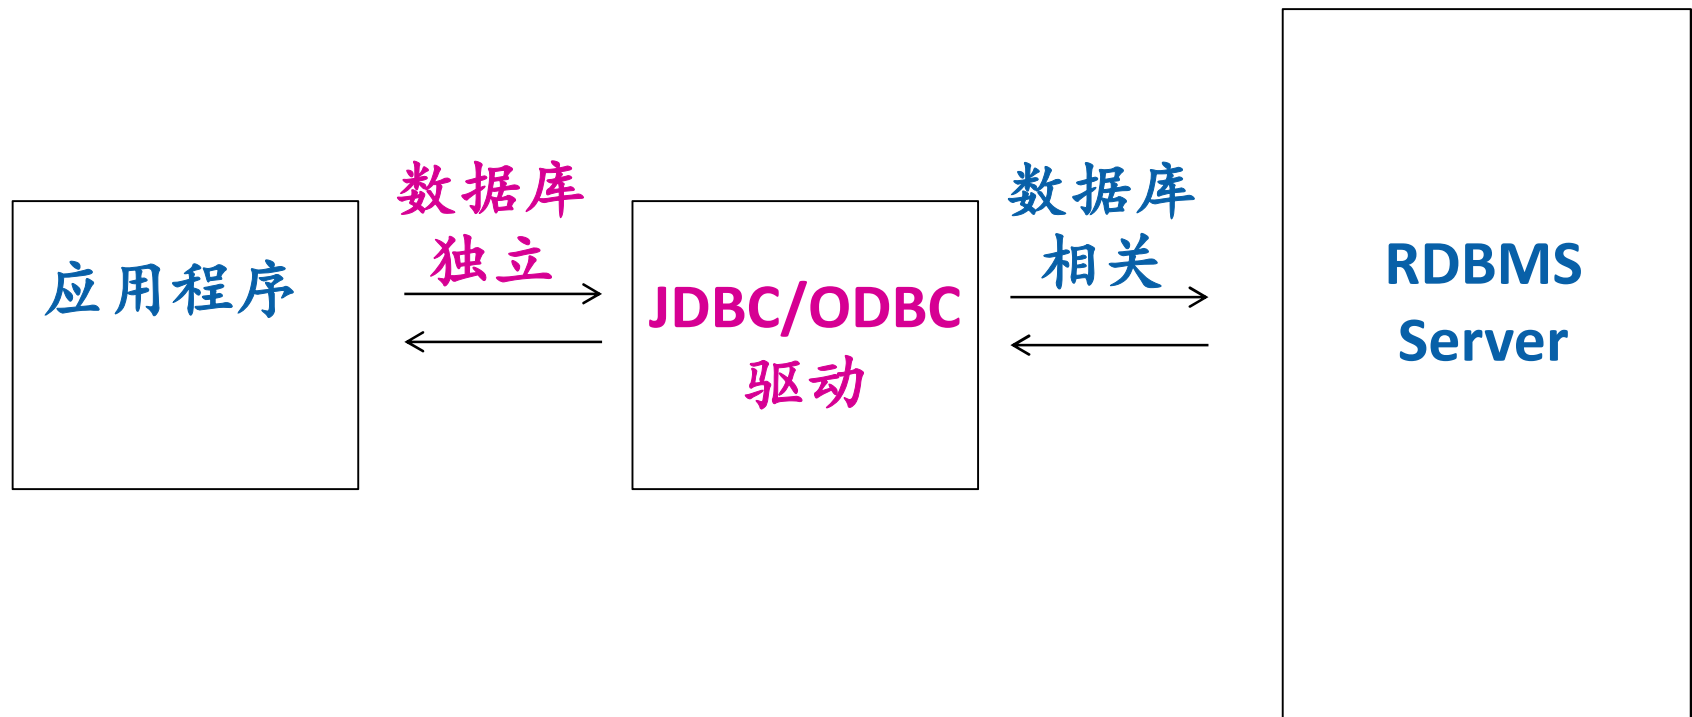 应用程序
数据库
独立
JDBC/ODBC
驱动
数据库
相关
RDBMS
Server